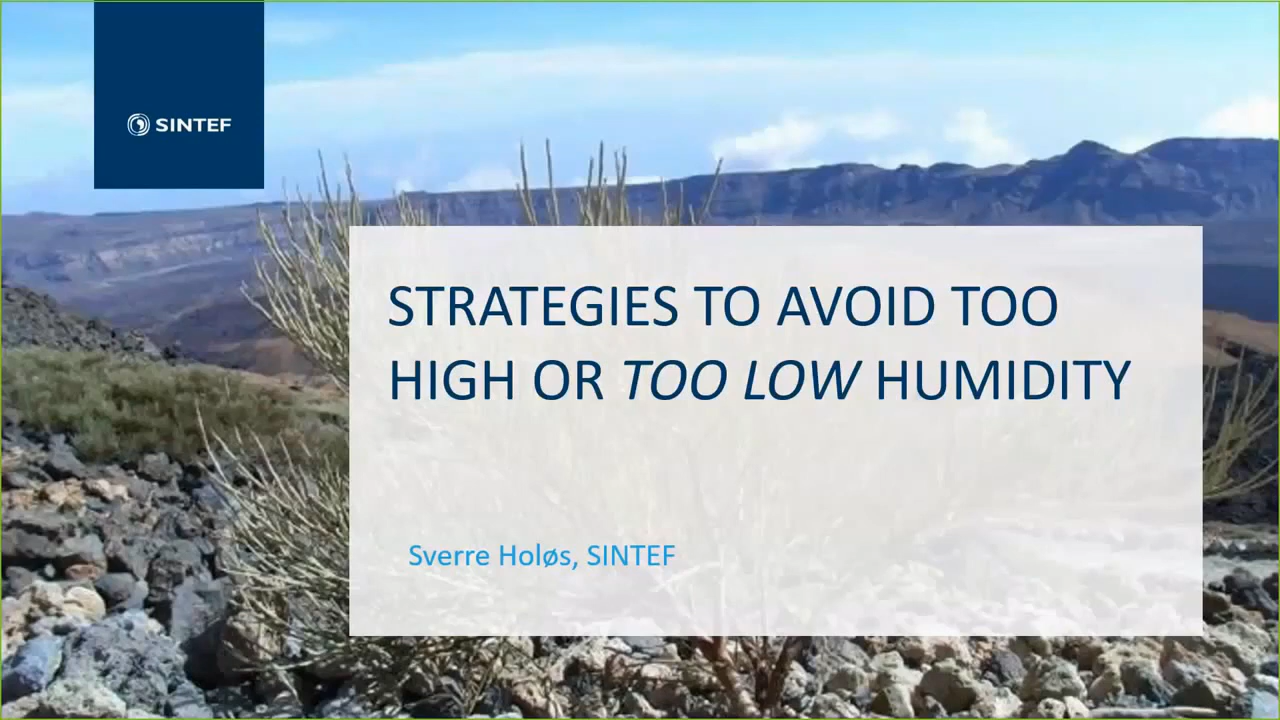 SINTEF
STRATEGIES TO AVOID TOO
HIGH OR TOO LOW HUMIDITY
Sverre Holøs, SINTEF